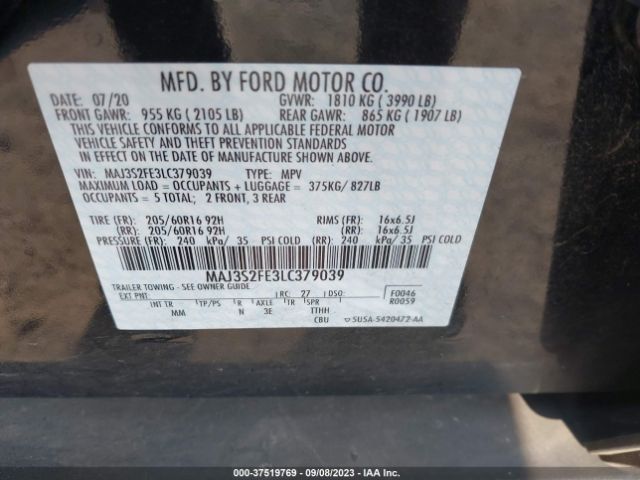 MFD. BY FORD MOTOR CO.
DATE: 07/20 GVWR: 1810 KG ( 3990 LB)
FRONT GAWR: 955 KG ( 2105 LB) REAR GAWR: 865 KG ( 1907 LB)
THIS VEHICLE CONFORMS TO ALL APPLICABLE FEDERAL MOTOR
VEHICLE SAFETY AND THEFT PREVENTION STANDARDS
IN EFFECT ON THE DATE OF MANUFACTURE SHOWN ABOVE.
VIN: MAJ3S2FE3LC379039 TYPE: MPV
MAXIMUM LOAD = OCCUPANTS + LUGGAGE = 375KG/ 827LB
OCCUPANTS = 5 TOTAL; 2 FRONT, 3 REAR
TIRE (FR): 205/60R16 92H RIMS (FR): 16x6.5J
(RR): 205/60R16 92H (RR): 16x6.5J
PRESSURE (FR): 240 kPa/ 35 PSI COLD (RR): 240 kPa/ 35 PSI COLD
MAJ3S2FE3LC379039
TRAILER TOWING - SEE OWNER GUIDE
EXT PNT: RC: 27 DSO: F0046
R0059
INT TR TP/PS R AXLE TR SPR
MM N 3E TTHH
CBU 5U5A-5420472-AA
000-37519769 - 09/08/2023 - IAA Inc.